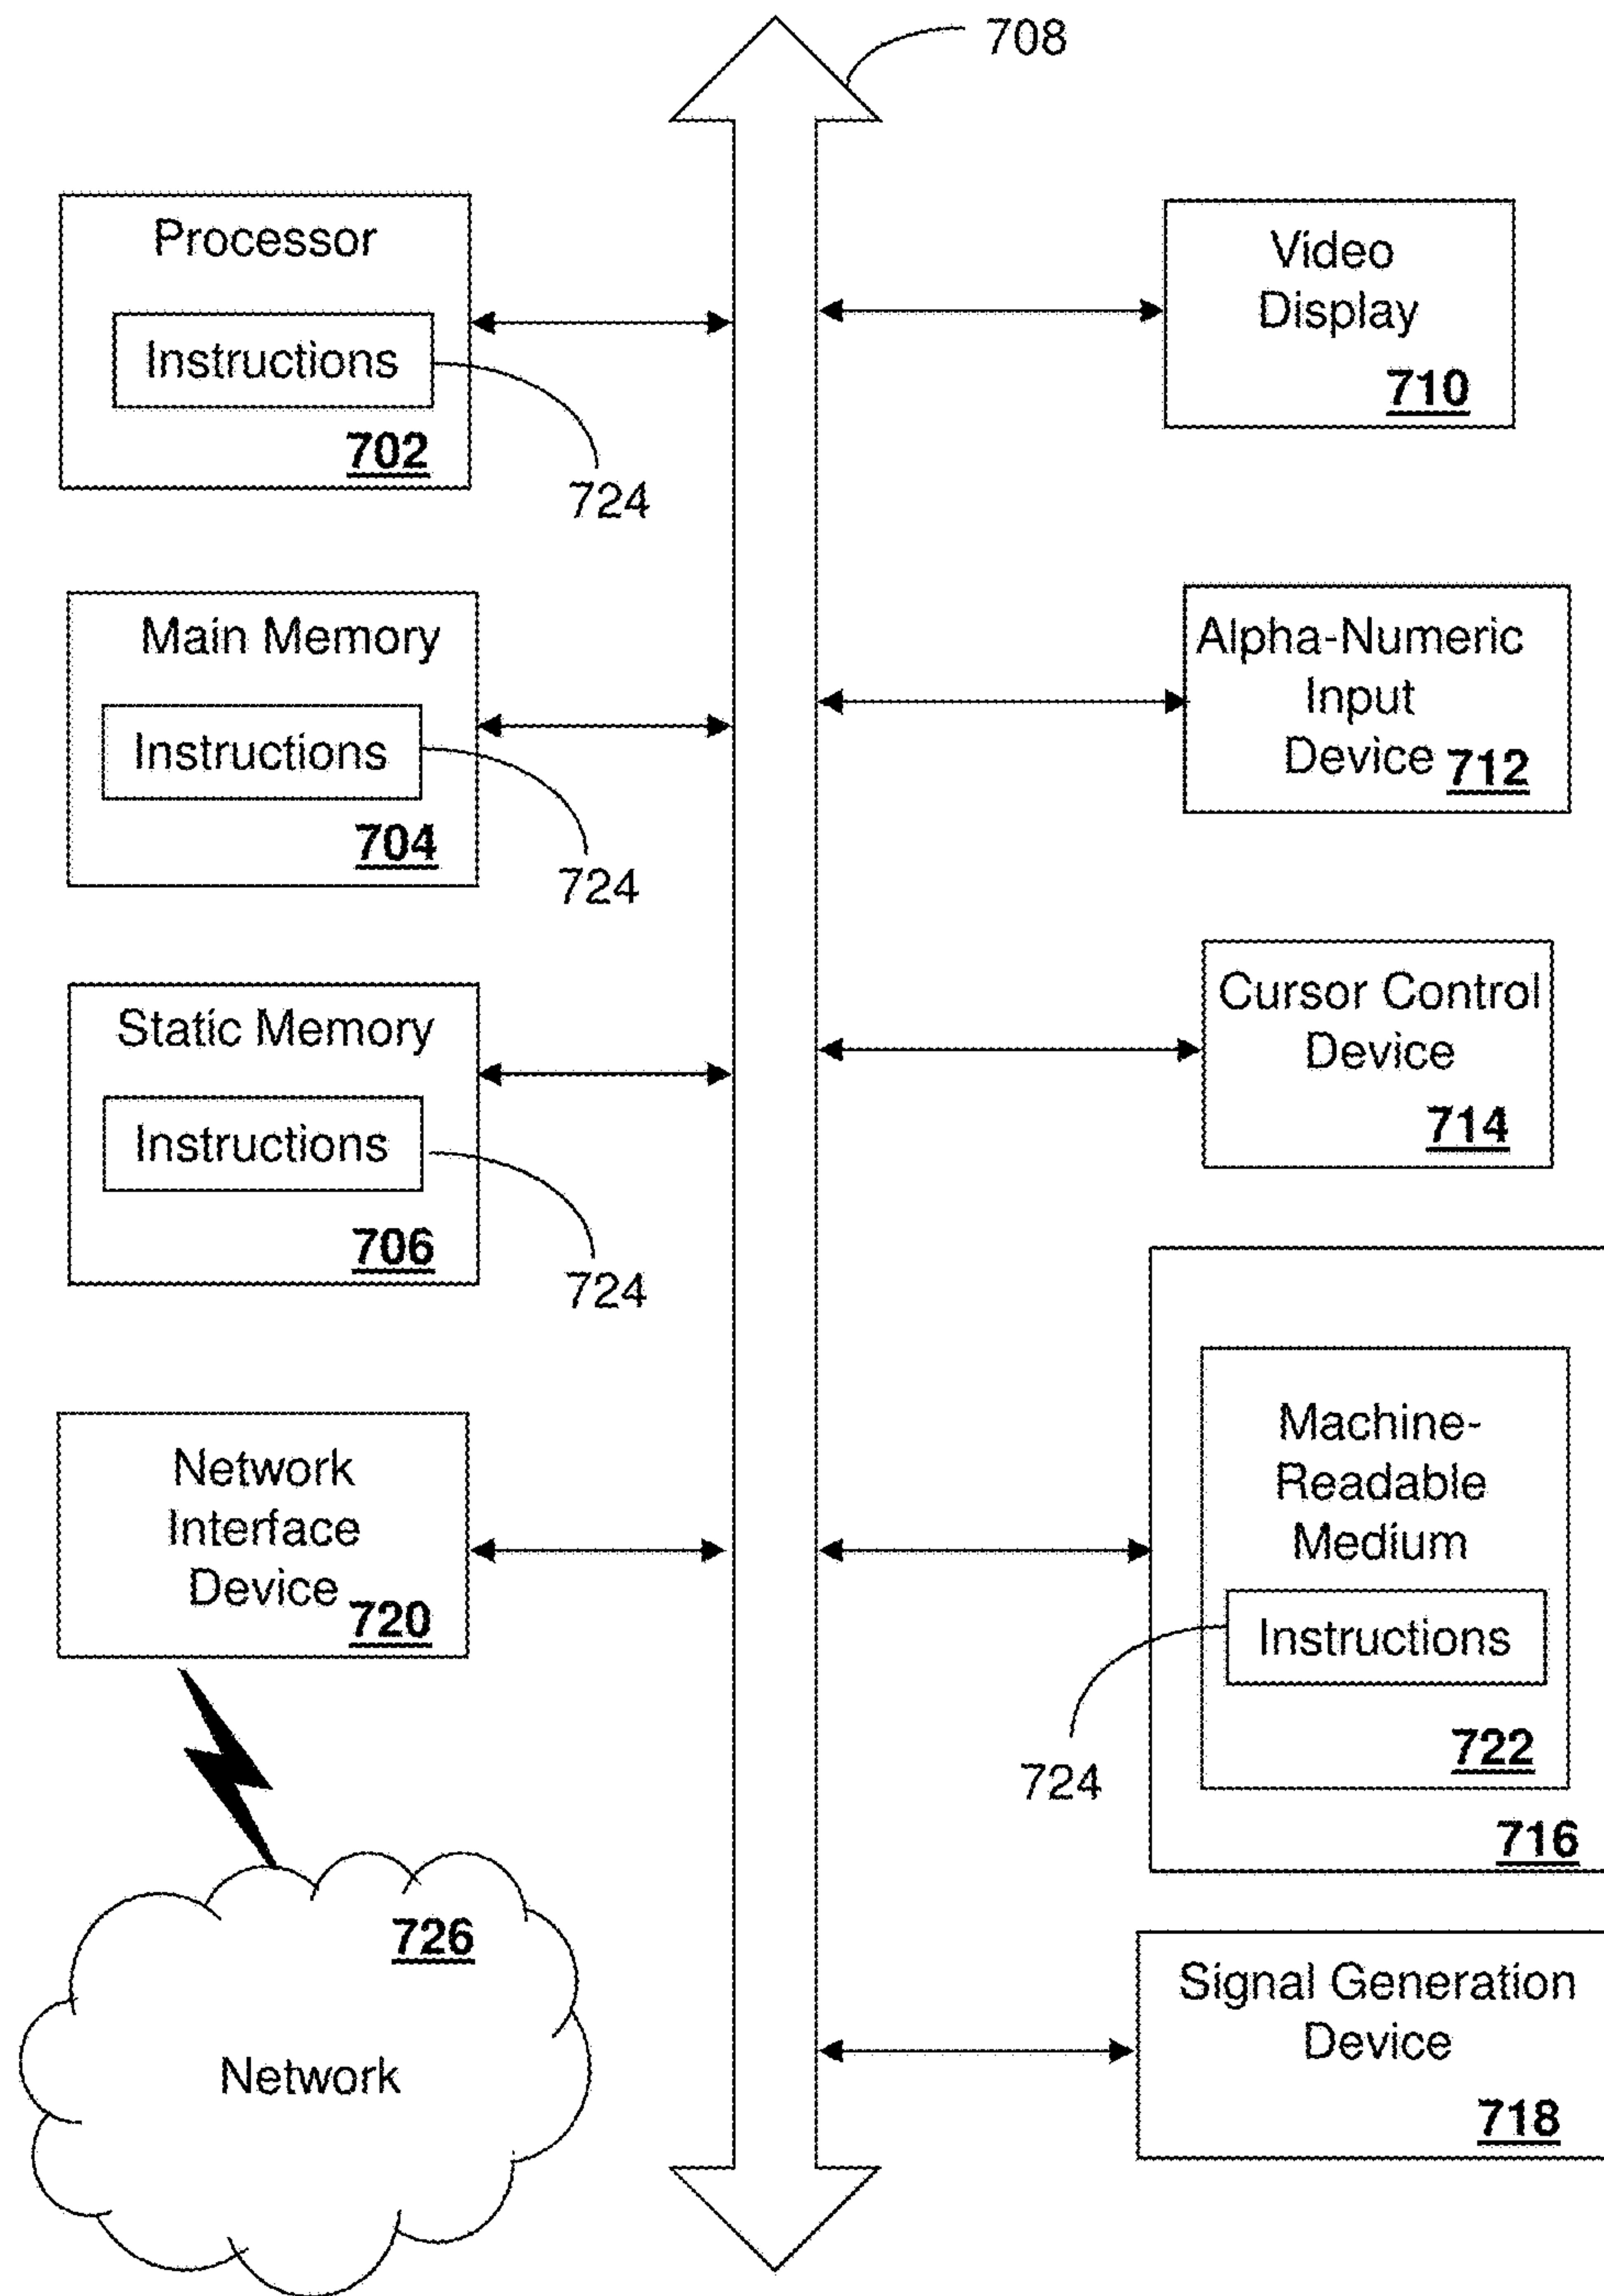 708
Processor
Instructions
702
724
Main Memory
Instructions
704
724
Static Memory
Instructions
706
724
Network
Interface
Device
720
726
Network
Video
Display
710
Alpha-Numeric
Input
Device
712
Cursor Control
Device
714
Machine-
Readable
Medium
Instructions
724
722
716
Signal Generation
Device
718